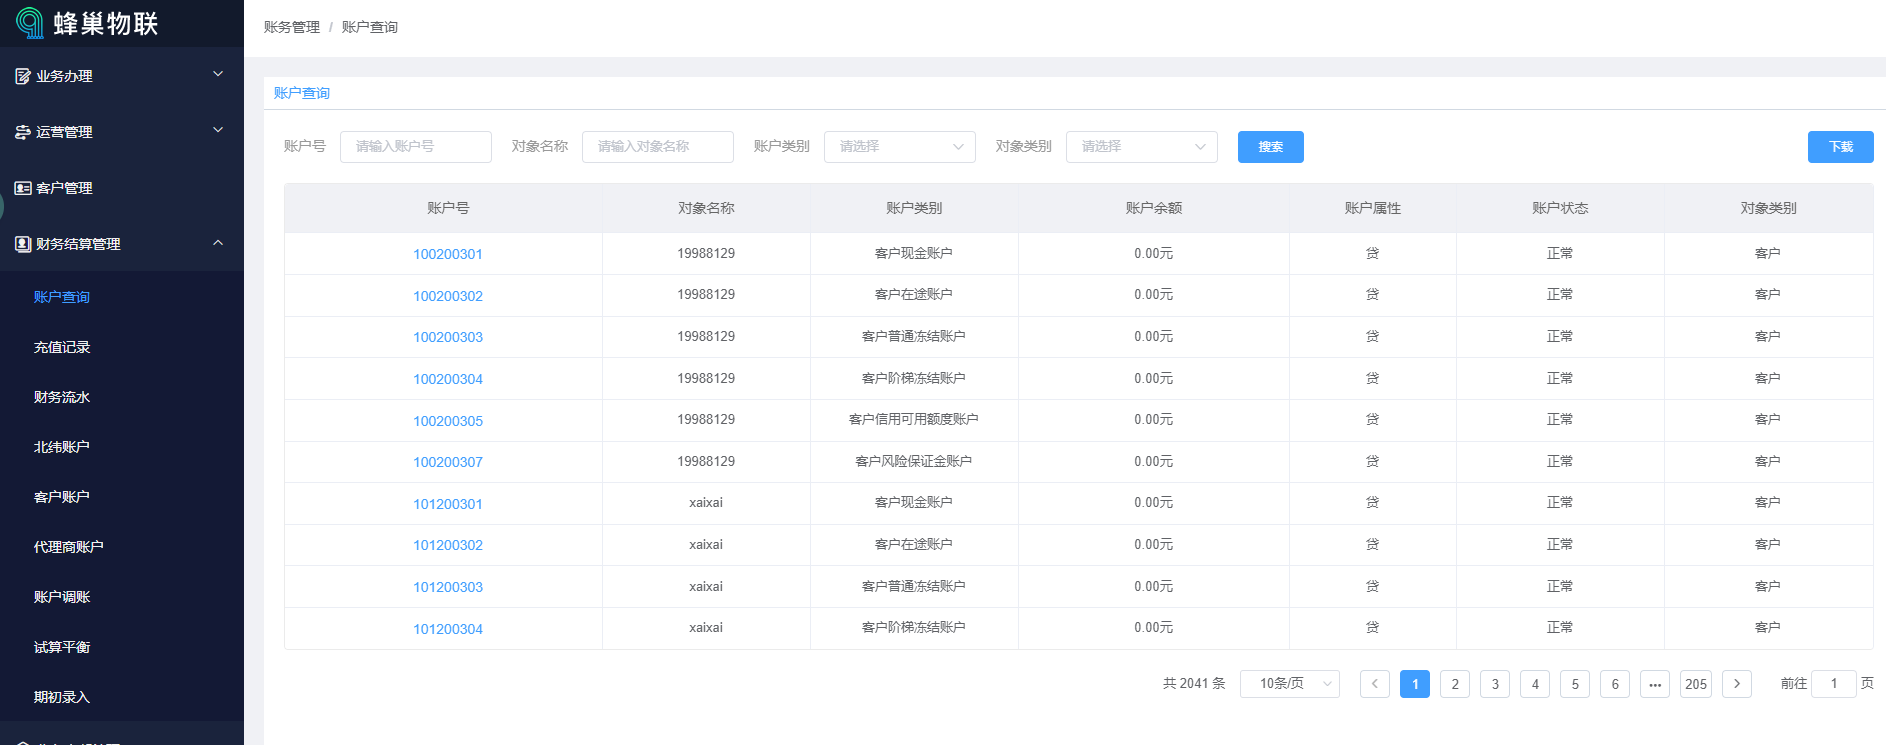 蜂巢物联
业务办理
运营管理
客户管理
财务结算管理
账户查询
充值记录
财务流水
北纬账户
客户账户
代理商账户
账户调账
试算平衡
期初录入
账务管理 / 账户查询
账户查询
账户号 请输入账户号 对象名称 请输入对象名称 账户类别 请选择 对象类别 请选择 搜索 下载
账户号 对象名称 账户类别 账户余额 账户属性 账户状态 对象类别
100200301 19988129 客户现金账户 0.00元 贷 正常 客户
100200302 19988129 客户在途账户 0.00元 贷 正常 客户
100200303 19988129 客户普通冻结账户 0.00元 贷 正常 客户
100200304 19988129 客户阶梯冻结账户 0.00元 贷 正常 客户
100200305 19988129 客户信用可用额度账户 0.00元 贷 正常 客户
100200307 19988129 客户风险保证金账户 0.00元 贷 正常 客户
101200301 xaixai 客户现金账户 0.00元 贷 正常 客户
101200302 xaixai 客户在途账户 0.00元 贷 正常 客户
101200303 xaixai 客户普通冻结账户 0.00元 贷 正常 客户
101200304 xaixai 客户阶梯冻结账户 0.00元 贷 正常 客户
共 2041 条 10条/页 1 2 3 4 5 6 ... 205 前往 1 页